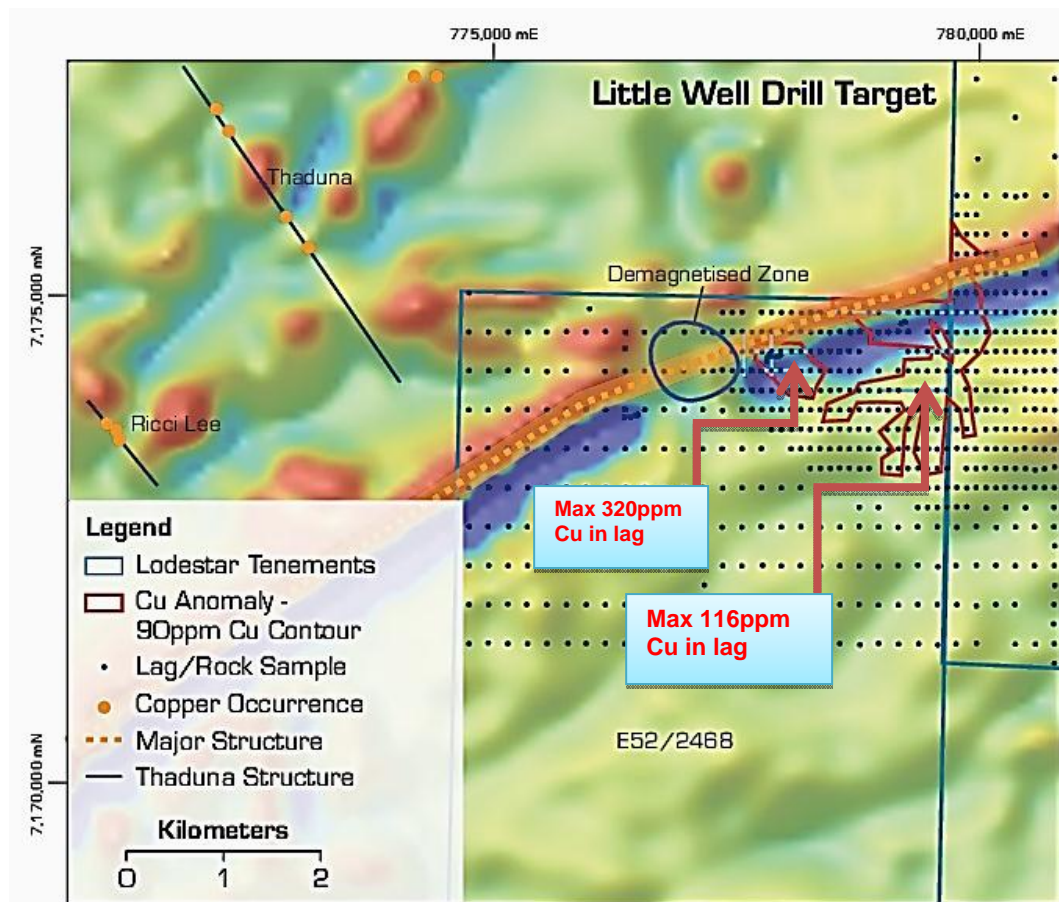 775,000 mE
780,000 mE
Little Well Drill Target
Thaduna
Demagnetised Zone
7,175,000 mN
Ricci Lee
Max 320ppm
Cu in lag
Max 116ppm
Cu in lag
Legend
Lodestar Tenements
Cu Anomaly -
90ppm Cu Contour
Lag/Rock Sample
Copper Occurrence
Major Structure
Thaduna Structure
E52/2468
7,170,000 mN
Kilometers
0 1 2